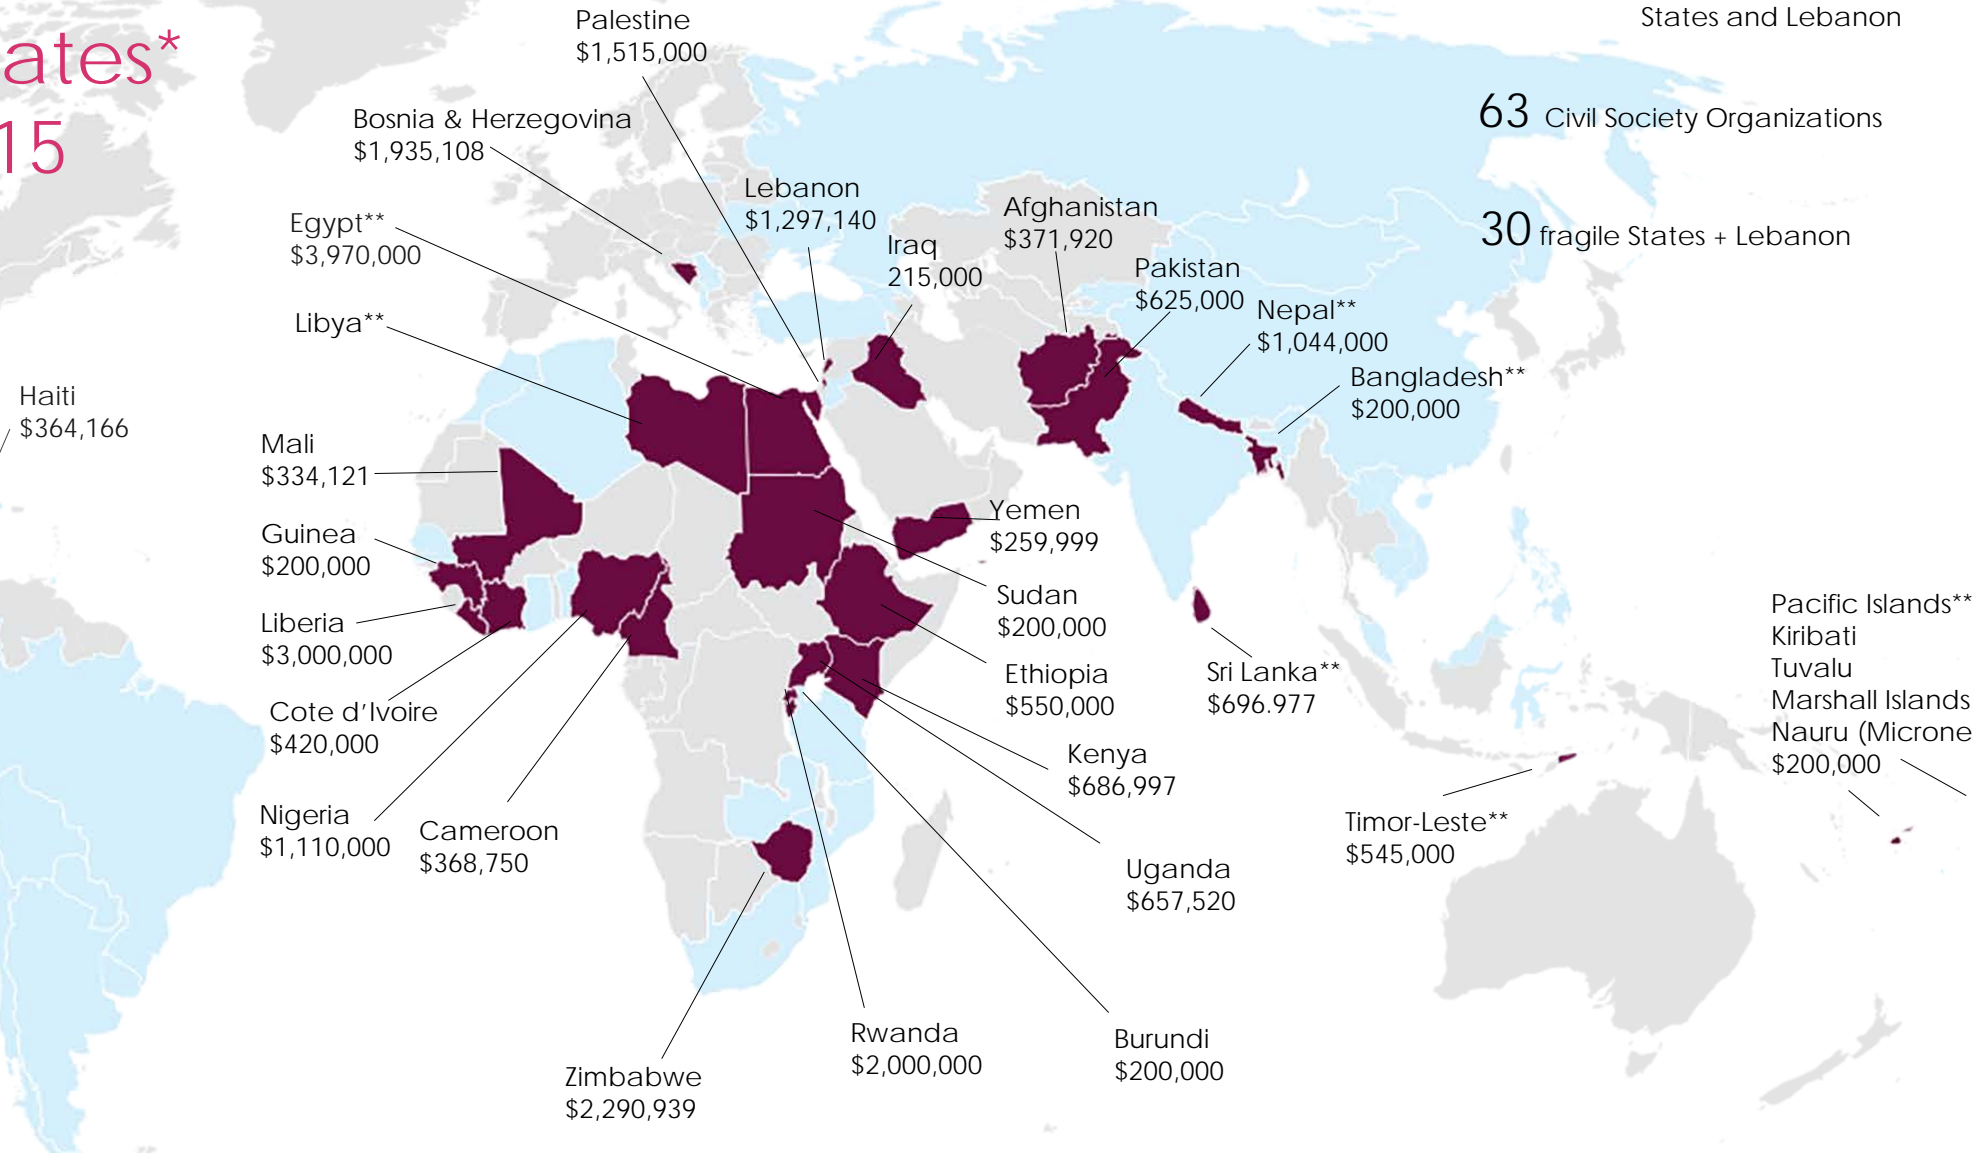 ates*
15
States and Lebanon
63 Civil Society Organizations
30 fragile States + Lebanon
Palestine
$1,515,000
Bosnia & Herzegovina
$1,935,108
Lebanon
$1,297,140
Egypt**
$3,970,000
Iraq
215,000
Afghanistan
$371,920
Pakistan
$625,000
Nepal**
$1,044,000
Bangladesh**
$200,000
Libya**
Haiti
$364,166
Mali
$334,121
Guinea
$200,000
Liberia
$3,000,000
Cote d'Ivoire
$420,000
Nigeria
$1,110,000
Cameroon
$368,750
Yemen
$259,999
Sudan
$200,000
Ethiopia
$550,000
Kenya
$686,997
Uganda
$657,520
Sri Lanka**
$696.977
Timor-Leste**
$545,000
Pacific Islands**
Kiribati
Tuvalu
Marshall Islands
Nauru (Microne
$200,000
Rwanda
$2,000,000
Burundi
$200,000
Zimbabwe
$2,290,939